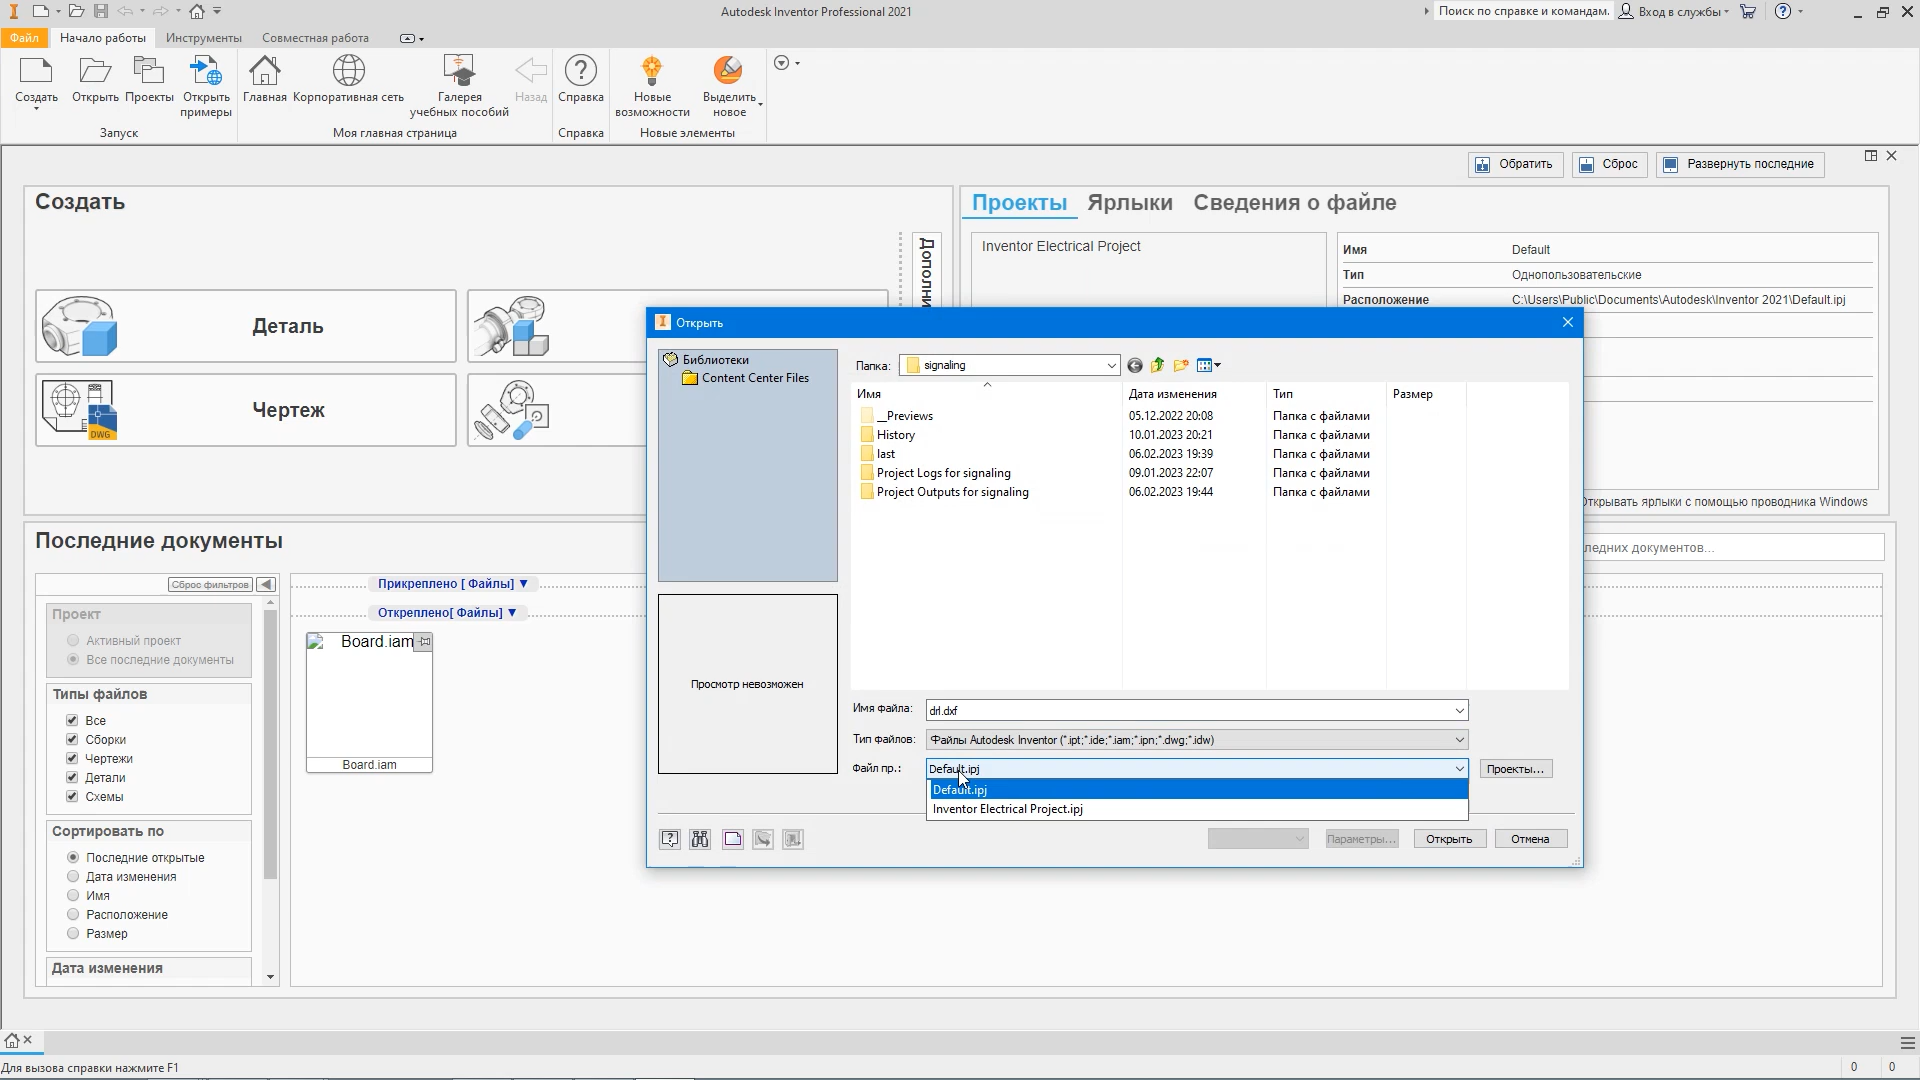 Autodesk Inventor Professional 2021
Поиск по справке и командам.
Вход в службы
Файл
Начало работы
Инструменты
Совместная работа
Создать
Открыть
Проекты
Открыть
примеры
Главная
Корпоративная сеть
Галерея
учебных пособий
Назад
Справка
Новые
возможности
Выделить
новое
Запуск
Моя главная страница
Справка
Новые элементы
Обратить
Сброс
Развернуть последние
Создать
Проекты
Ярлыки
Сведения о файле
Дополни
Inventor Electrical Project
Имя
Default
Тип
Однопользовательские
Расположение
C:\Users\Public\Documents\Autodesk\Inventor 2021\Default.ipj
Деталь
Чертеж
DWG
Открывать ярлыки с помощью проводника Windows
Открыть
Библиотеки
Content Center Files
Папка:
signaling
Имя
Дата изменения
Тип
Размер
__Previews
05.12.2022 20:08
Папка с файлами
History
10.01.2023 20:21
Папка с файлами
last
06.02.2023 19:39
Папка с файлами
Project Logs for signaling
09.01.2023 22:07
Папка с файлами
Project Outputs for signaling
06.02.2023 19:44
Папка с файлами
Просмотр невозможен
Имя файла:
drl.dxf
Тип файлов:
Файлы Autodesk Inventor (*.ipt;*.ide;*.iam;*.ipn;*.dwg;*.idw)
Файл пр.:
Default.ipj
Проекты...
Default.ipj
Inventor Electrical Project.ipj
Параметры...
Открыть
Отмена
Последние документы
ледних документов...
Сброс фильтров
Прикреплено [ Файлы] ▼
Откреплено[ Файлы] ▼
Проект
Активный проект
Все последние документы
Типы файлов
Все
Сборки
Чертежи
Детали
Схемы
Сортировать по
Последние открытые
Дата изменения
Имя
Расположение
Размер
Дата изменения
Board.iam
Board.iam
Для вызова справки нажмите F1
0
0